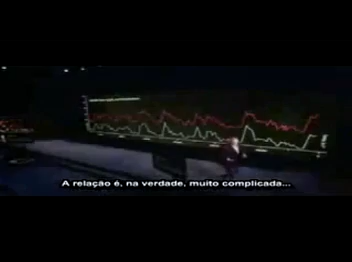 A relação é, na verdade, muito complicada...